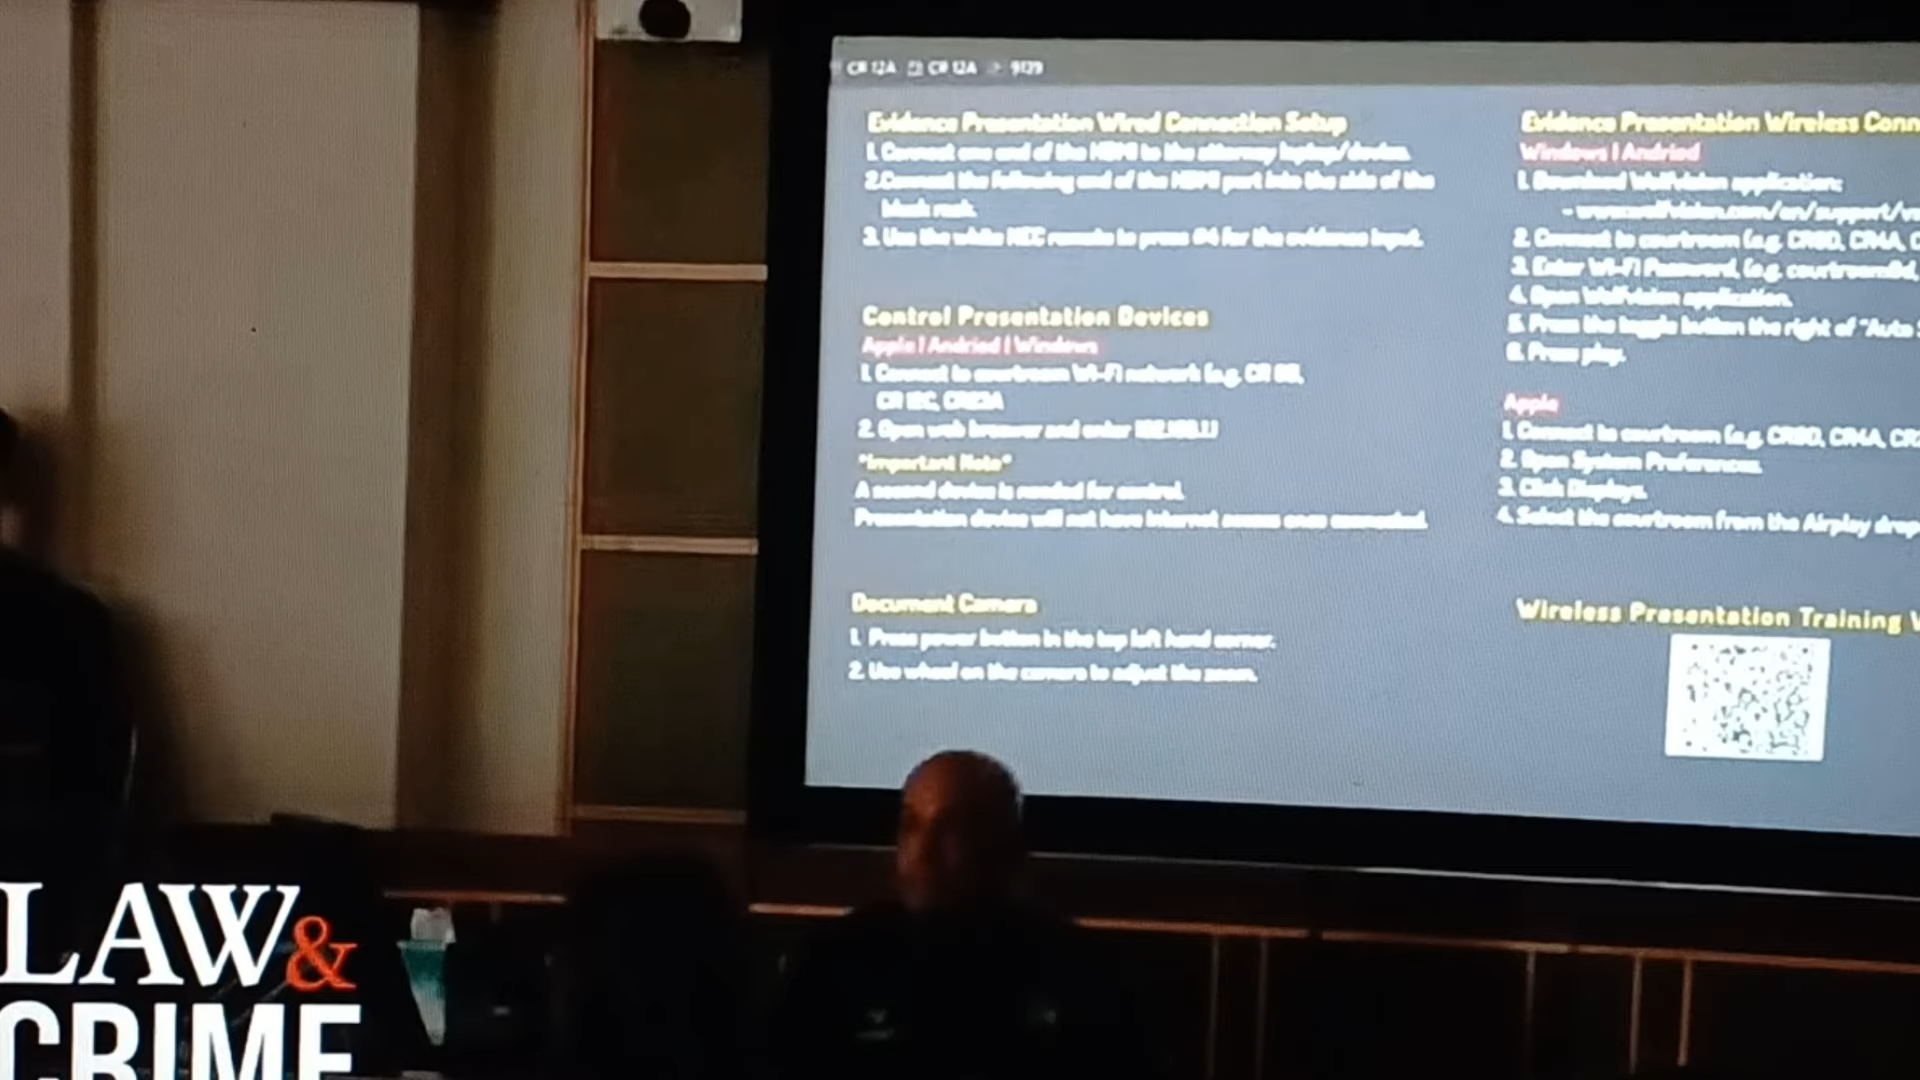 CR 12A CR 12A 9139
Evidence Presentation Wired Connection Setup
1. Connect one end of the HDMI to the attorney laptop/device.
2.Connect the following end of the HDMI port into the side of the
black rack.
3. Use the white NEC remote to press #4 for the evidence input.
Control Presentation Devices
Apple | Andriod | Windows
1. Connect to courtroom Wi-Fi network (e.g. CR
2. Open web browser and enter
*Important Note*
A second device is needed for control.
Presentation device will not have internet access once connected.
Document Camera
1. Press power button in the top left hand corner.
2. Use wheel on the camera to adjust the zoom.
Evidence Presentation Wireless Conn
Windows | Andriod
1. Download Wolfvision application:
- www.wolfvision.com/en/support/
2. Connect to courtroom (e.g. CR8D, CR4A, C
3. Enter Wi-Fi Password, (e.g. courtroom8d,
4. Open Wolfvision application.
5. Press the toggle button the right of "Auto
6. Press play.
Apple
1. Connect to courtroom (e.g. CR8D, CR4A, CR
2. Open System Preferences.
3. Click Displays.
4. Select the courtroom from the Airplay drop
Wireless Presentation Training V
LAW&
CRIME